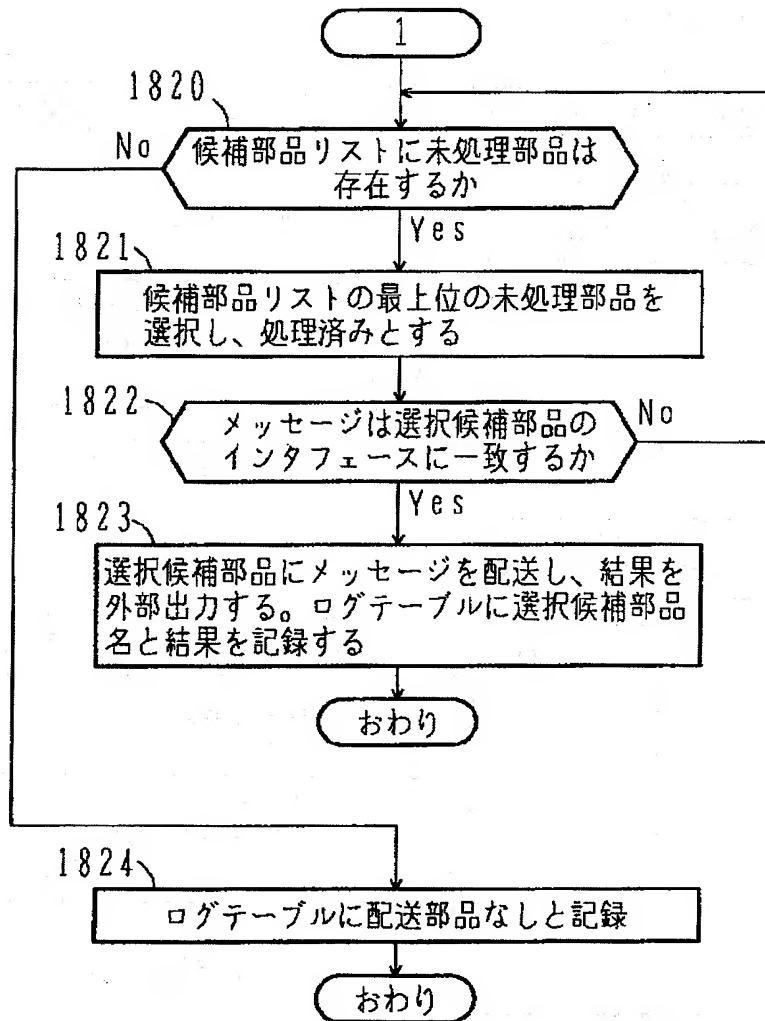 1
1820
No
候補部品リストに未処理部品は
存在するか
Yes
1821
候補部品リストの最上位の未処理部品を
選択し、処理済みとする
1822
メッセージは選択候補部品の
インタフェースに一致するか
No
Yes
1823
選択候補部品にメッセージを配送し、結果を
外部出力する。ログテーブルに選択候補部品
名と結果を記録する
おわり
1824
ログテーブルに配送部品なしと記録
おわり